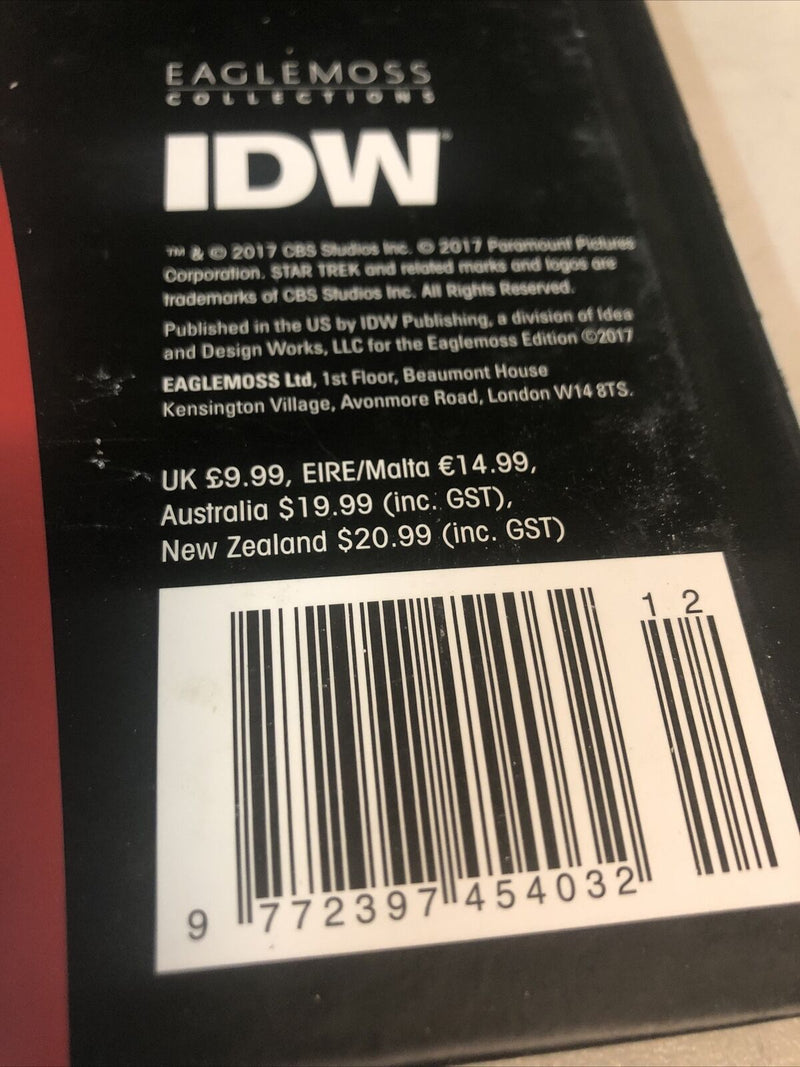 EAGLEMOSS
COLLECTIONS
IDW
™ & © 2017 CBS Studios Inc. © 2017 Paramount Pictures
Corporation. STAR TREK and related marks and logos are
trademarks of CBS Studios Inc. All Rights Reserved.
Published in the US by IDW Publishing, a division of Idea
and Design Works, LLC for the Eaglemoss Edition ©2017
EAGLEMOSS Ltd, 1st Floor, Beaumont House
Kensington Village, Avonmore Road, London W14 8TS.
UK £9.99, EIRE/Malta €14.99,
Australia $19.99 (inc. GST),
New Zealand $20.99 (inc. GST)
12
9 772397 454032